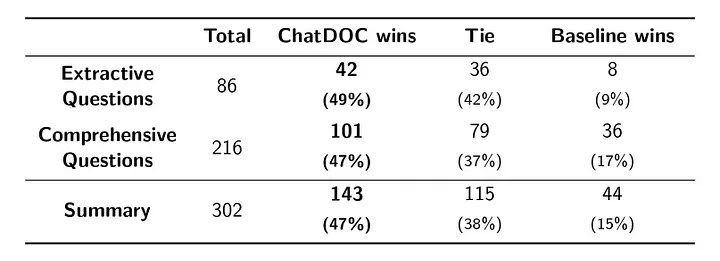 Total ChatDOC wins Tie Baseline wins
Extractive Questions 86 42 (49%) 36 (42%) 8 (9%)
Comprehensive Questions 216 101 (47%) 79 (37%) 36 (17%)
Summary 302 143 (47%) 115 (38%) 44 (15%)